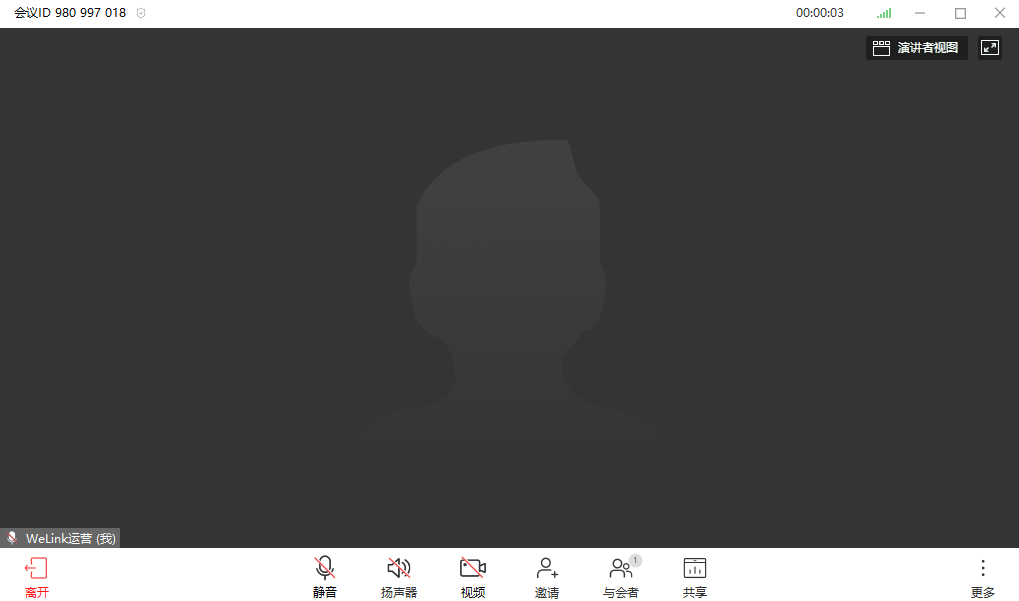 会议ID 980 997 018
00:00:03
演讲者视图
WeLink运营 (我)
离开
静音
扬声器
视频
邀请
1
与会者
共享
更多